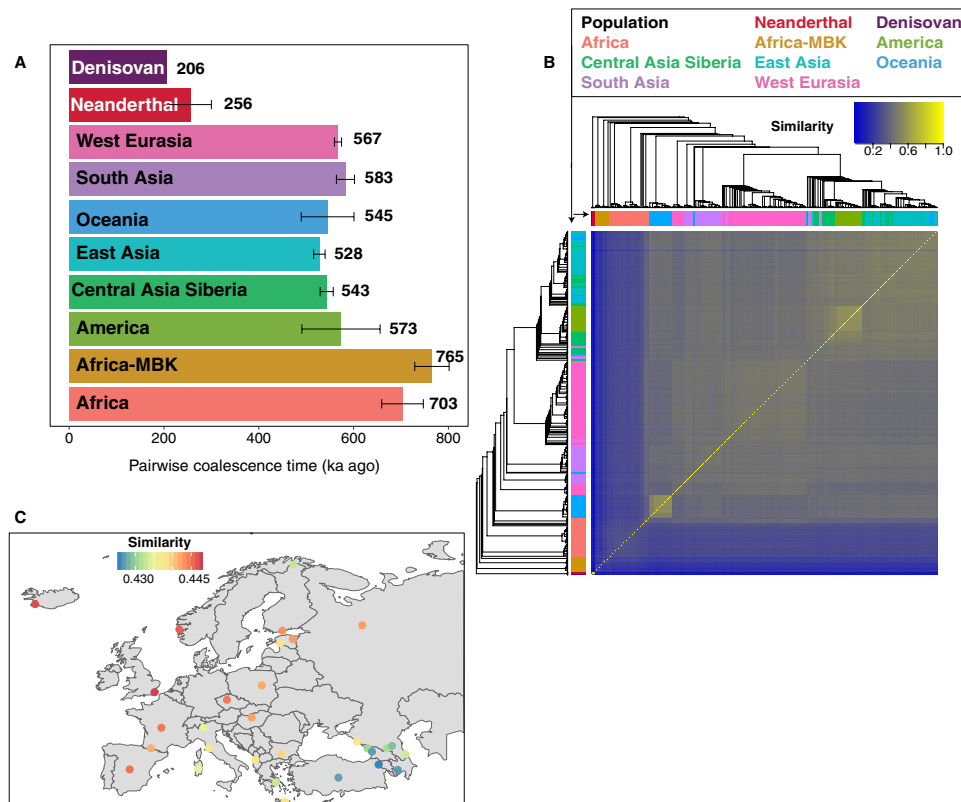 A
Denisovan 206
Neanderthal 256
West Eurasia 567
South Asia 583
Oceania 545
East Asia 528
Central Asia Siberia 543
America 573
Africa-MBK 765
Africa 703
0 200 400 600 800
Pairwise coalescence time (ka ago)
B
Population Neanderthal Denisovan
Africa Africa-MBK America
Central Asia Siberia East Asia Oceania
South Asia West Eurasia
Similarity
0.2 0.6 1.0
C
Similarity
0.430 0.445